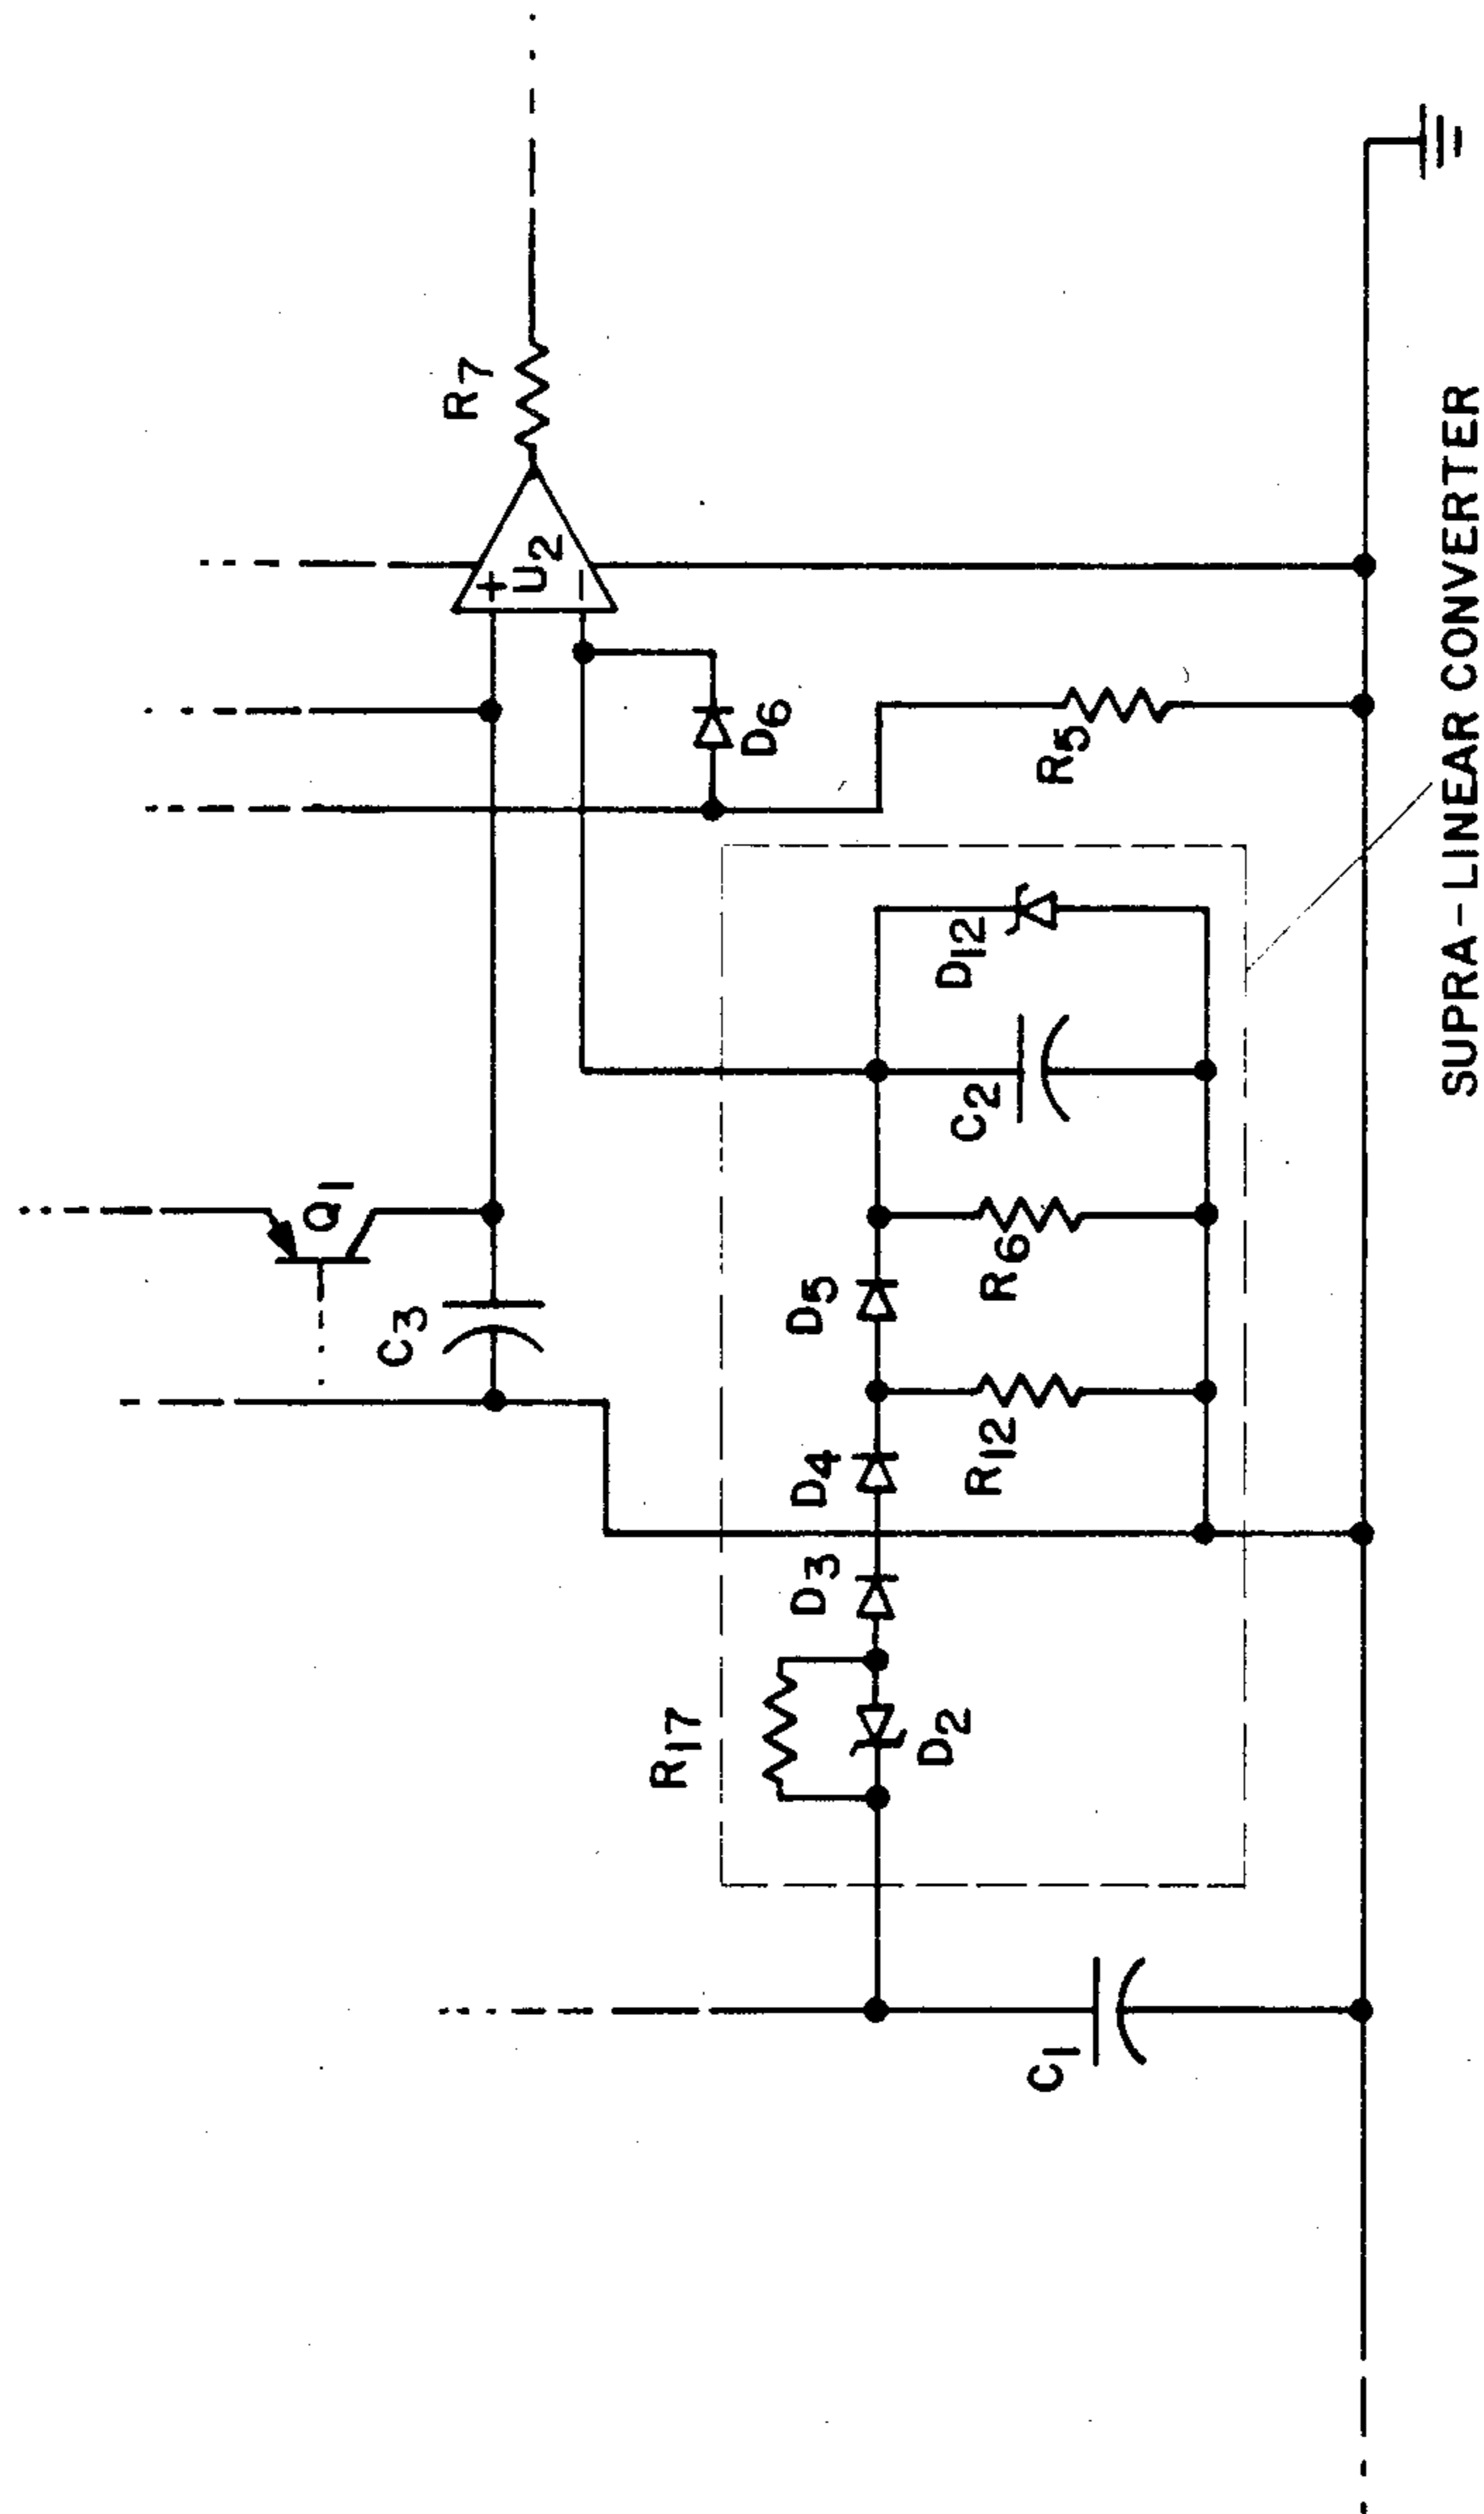 Q1
C3
R7
+
U2
−
D6
R5
R17
D3
D4
D5
D2
R12
R6
C2
D12
C1
SUPRA-LINEAR CONVERTER